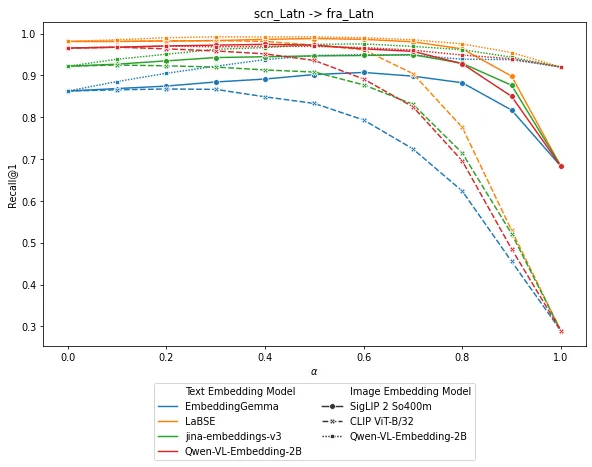 scn_Latn -> fra_Latn
Recall@1
1.0
0.9
0.8
0.7
0.6
0.5
0.4
0.3
0.0 0.2 0.4 0.6 0.8 1.0
α
Text Embedding Model Image Embedding Model
EmbeddingGemma SigLIP 2 So400m
LaBSE CLIP ViT-B/32
jina-embeddings-v3 Qwen-VL-Embedding-2B
Qwen-VL-Embedding-2B